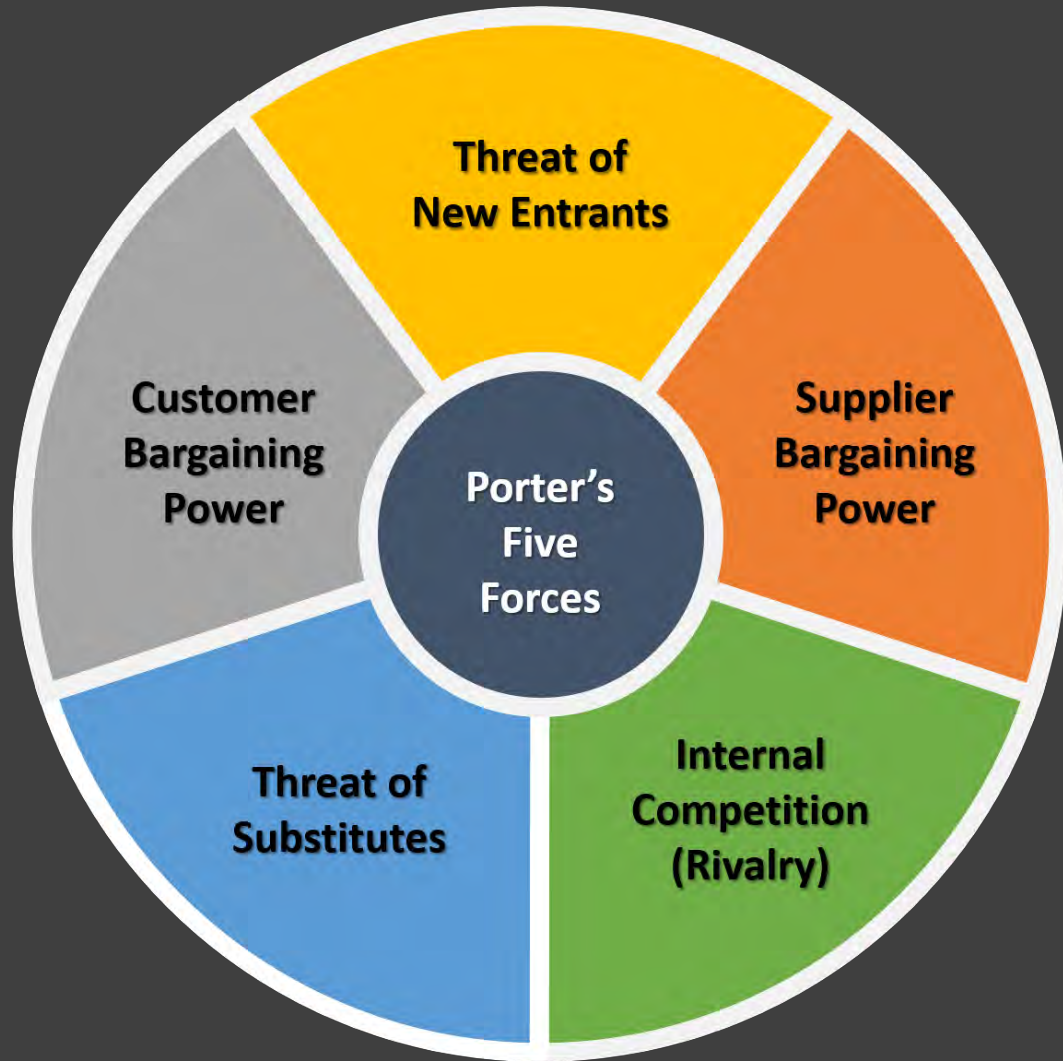 Threat of
New Entrants
Customer
Bargaining
Power
Supplier
Bargaining
Power
Porter’s
Five
Forces
Threat of
Substitutes
Internal
Competition
(Rivalry)